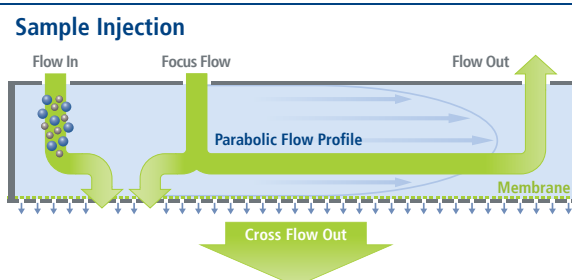 Sample Injection
Flow In
Focus Flow
Flow Out
Parabolic Flow Profile
Membrane
Cross Flow Out